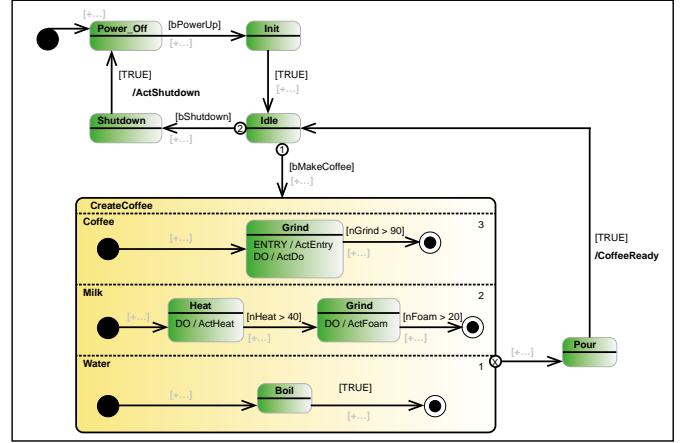 [+...]
Power_Off
[bPowerUp]
Init
[+...]
[TRUE]
/ActShutdown
[TRUE]
[+...]
Shutdown
[bShutdown]
2
Idle
[+...]
1
[bMakeCoffee]
[+...]
CreateCoffee
Coffee
3
[+...]
Grind
ENTRY / ActEntry
DO / ActDo
[nGrind > 90]
[+...]
[TRUE]
/CoffeeReady
Milk
2
[+...]
Heat
DO / ActHeat
[nHeat > 40]
[+...]
Grind
DO / ActFoam
[nFoam > 20]
[+...]
Water
1
X
[+...]
Pour
[+...]
Boil
[TRUE]
[+...]